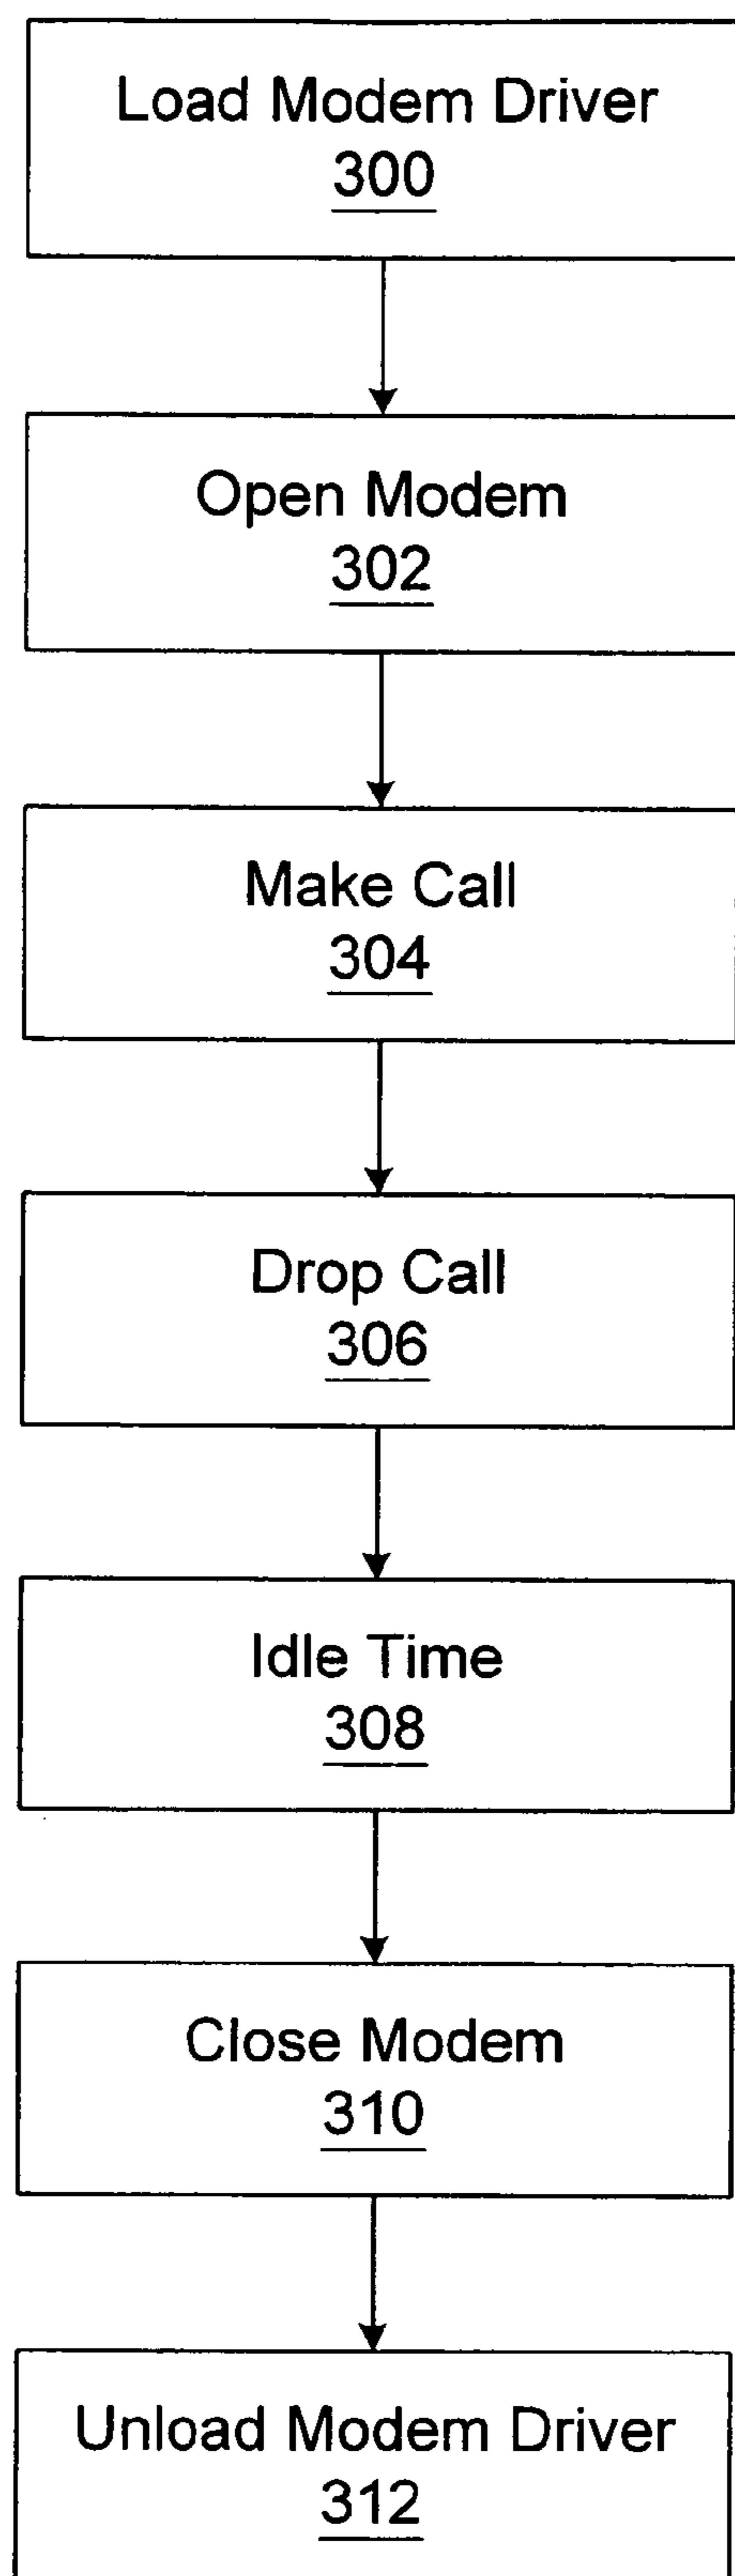 Load Modem Driver
300
Open Modem
302
Make Call
304
Drop Call
306
Idle Time
308
Close Modem
310
Unload Modem Driver
312